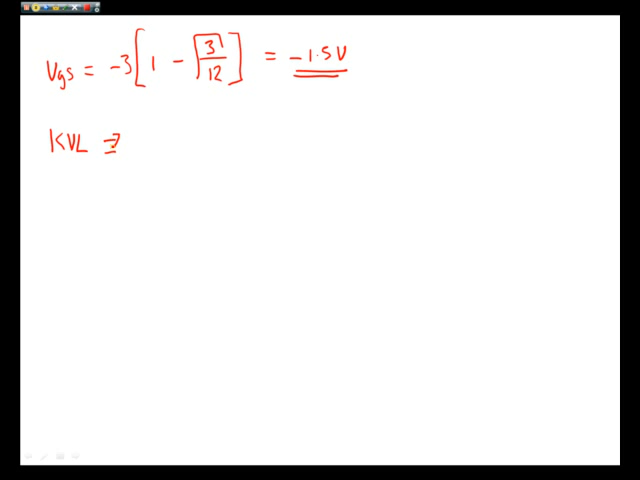 Vgs = -3 [ 1 - √(3/12) ] = -1.5V
KVL ⇒